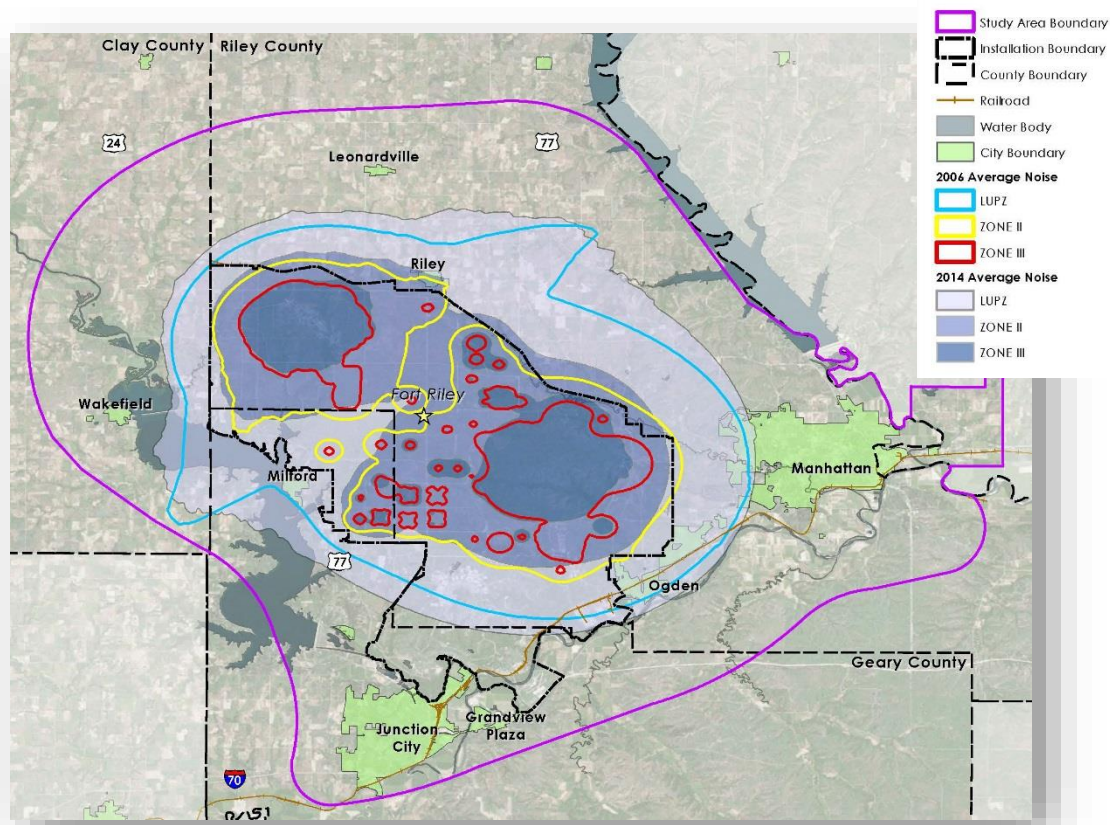 Study Area Boundary
Installation Boundary
County Boundary
Railroad
Water Body
City Boundary
2006 Average Noise
LUPZ
ZONE II
ZONE III
2014 Average Noise
LUPZ
ZONE II
ZONE III
Clay County
Riley County
24
77
Leonardville
Riley
Fort Riley
Wakefield
Milford
Manhattan
77
Ogden
Geary County
Junction
City
Grandview
Plaza
70